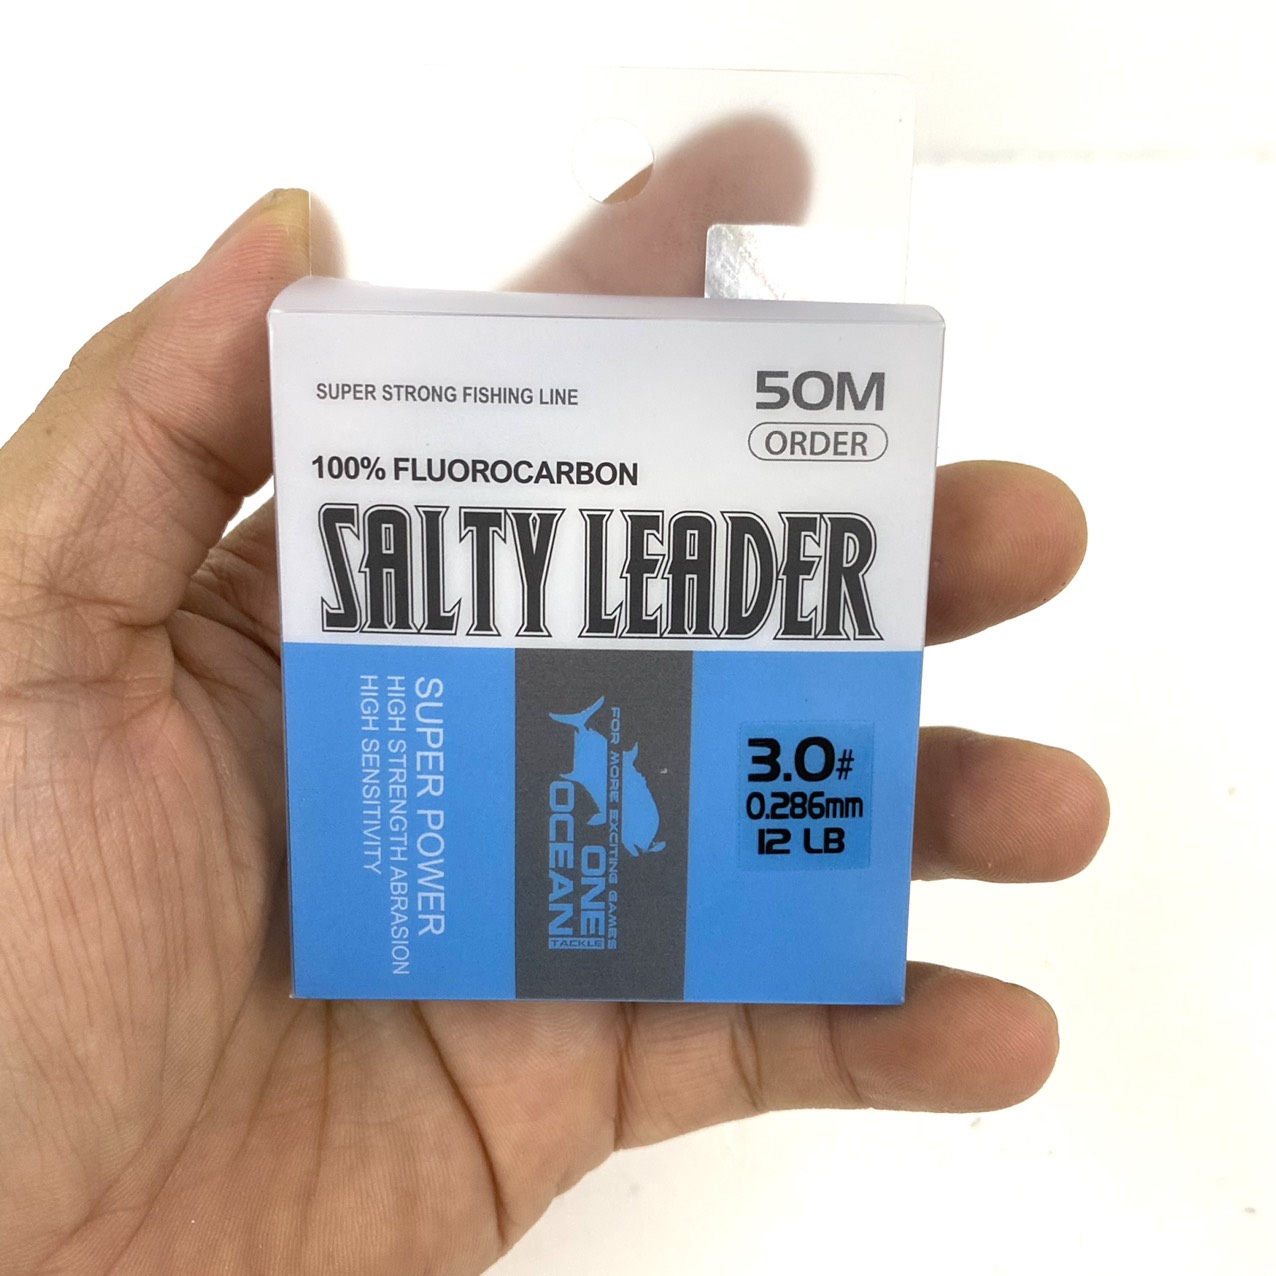 SUPER STRONG FISHING LINE
50M
ORDER
100% FLUOROCARBON
SALTY LEADER
SUPER POWER
HIGH STRENGTH ABRASION
HIGH SENSITIVITY
FOR MORE EXCITING GAMES
ONE
OCEAN
TACKLE
3.0#
0.286mm
12 LB